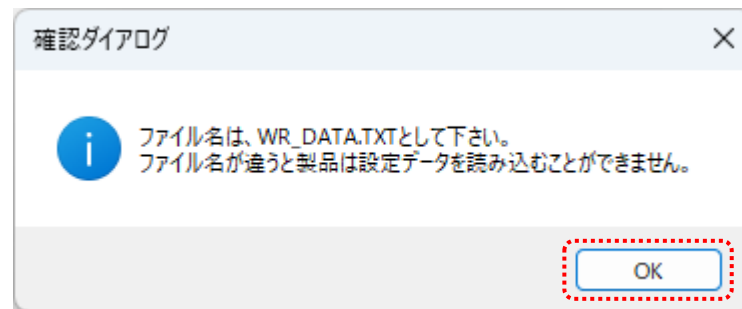 確認ダイアログ
ファイル名は、WR_DATA.TXTとして下さい。
ファイル名が違うと製品は設定データを読み込むことができません。
OK